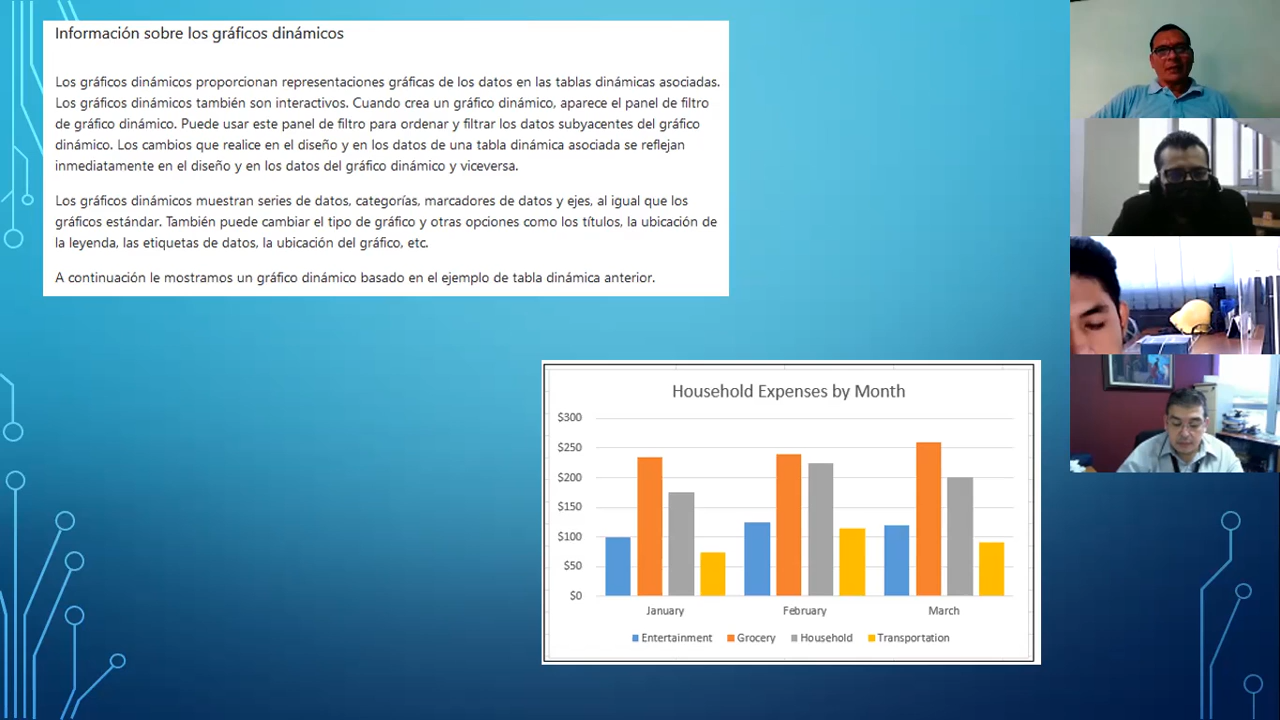 Información sobre los gráficos dinámicos
Los gráficos dinámicos proporcionan representaciones gráficas de los datos en las tablas dinámicas asociadas.
Los gráficos dinámicos también son interactivos. Cuando crea un gráfico dinámico, aparece el panel de filtro
de gráfico dinámico. Puede usar este panel de filtro para ordenar y filtrar los datos subyacentes del gráfico
dinámico. Los cambios que realice en el diseño y en los datos de una tabla dinámica asociada se reflejan
inmediatamente en el diseño y en los datos del gráfico dinámico y viceversa.
Los gráficos dinámicos muestran series de datos, categorías, marcadores de datos y ejes, al igual que los
gráficos estándar. También puede cambiar el tipo de gráfico y otras opciones como los títulos, la ubicación de
la leyenda, las etiquetas de datos, la ubicación del gráfico, etc.
A continuación le mostramos un gráfico dinámico basado en el ejemplo de tabla dinámica anterior.
Household Expenses by Month
$300
$250
$200
$150
$100
$50
$0
January February March
Entertainment Grocery Household Transportation